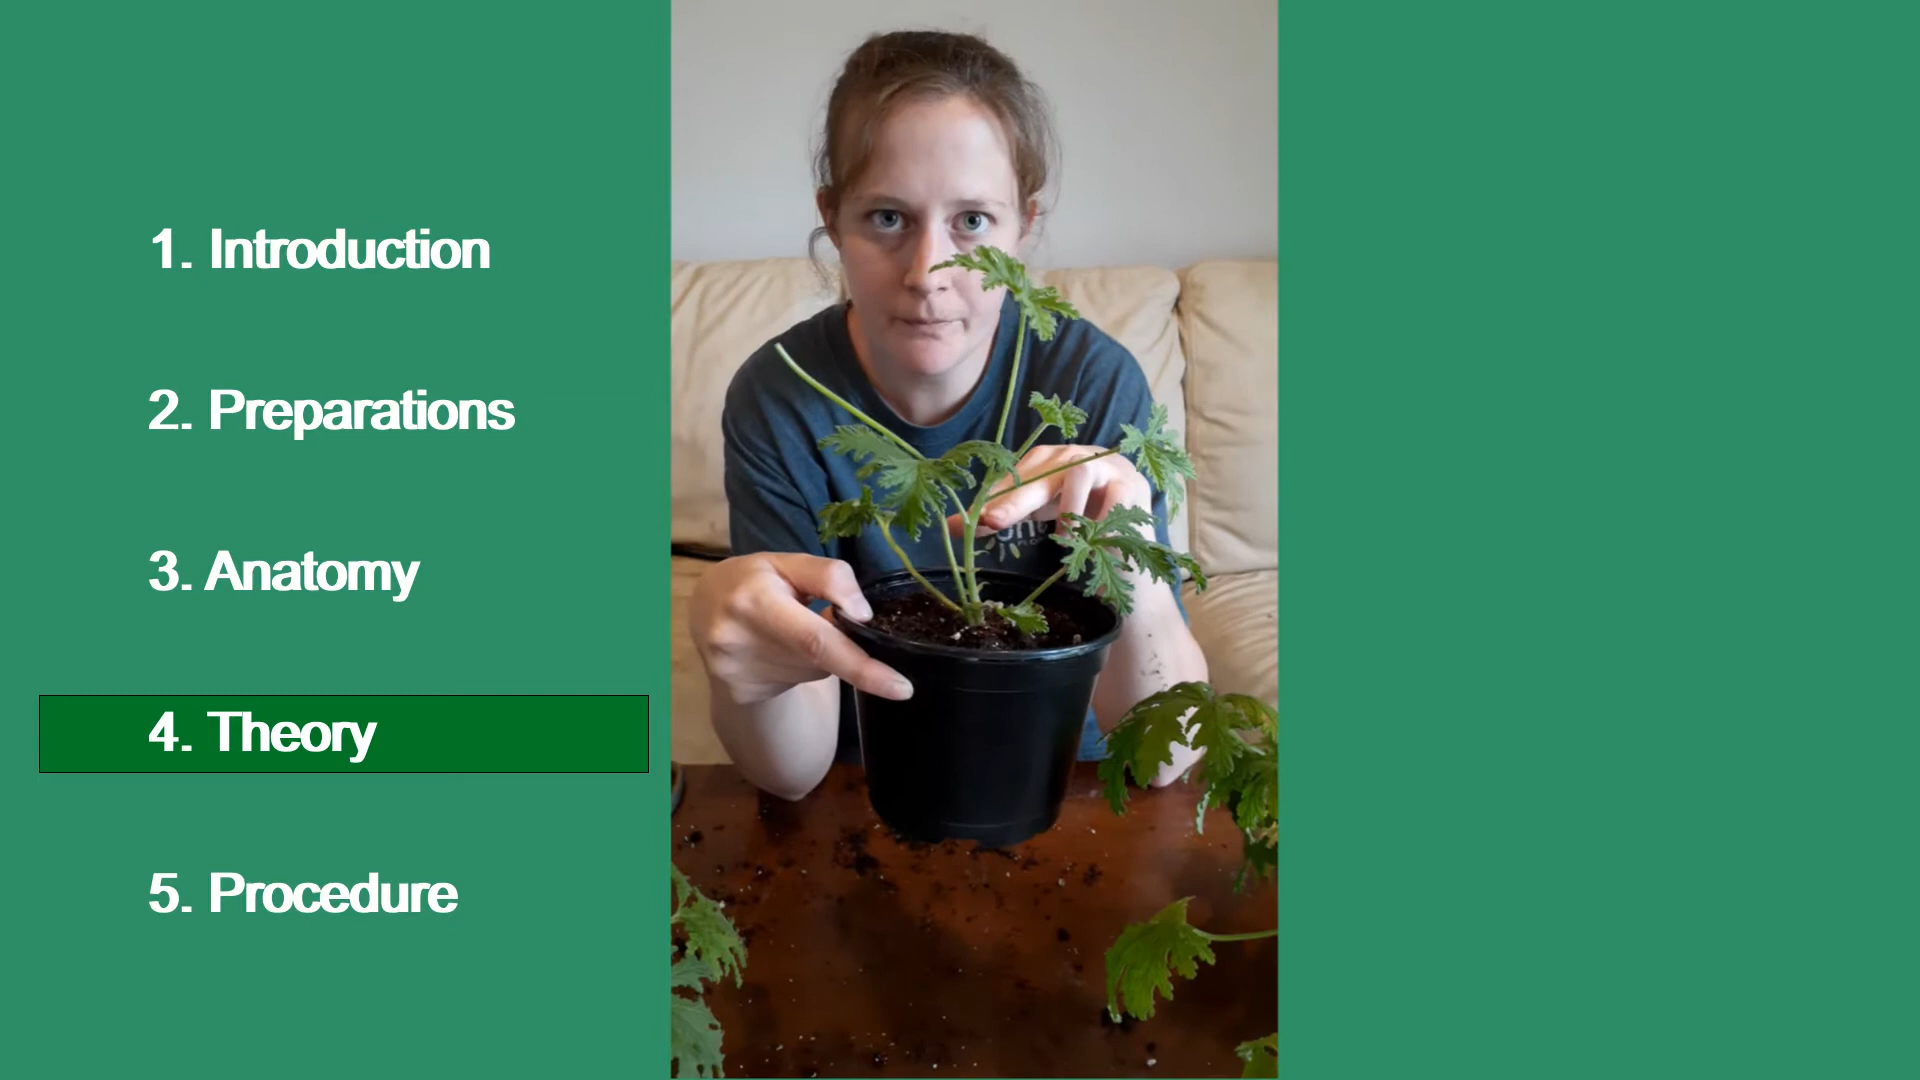 1. Introduction
2. Preparations
3. Anatomy
4. Theory
5. Procedure